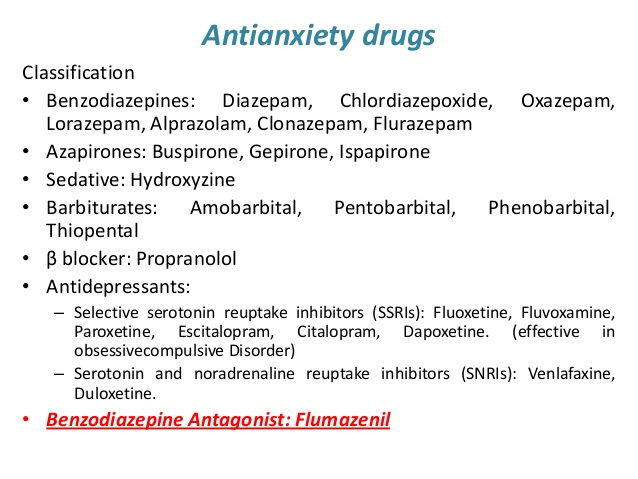 Antianxiety drugs
Classification
• Benzodiazepines: Diazepam, Chlordiazepoxide, Oxazepam,
Lorazepam, Alprazolam, Clonazepam, Flurazepam
• Azapirones: Buspirone, Gepirone, Ispapirone
• Sedative: Hydroxyzine
• Barbiturates: Amobarbital, Pentobarbital, Phenobarbital,
Thiopental
• β blocker: Propranolol
• Antidepressants:
– Selective serotonin reuptake inhibitors (SSRIs): Fluoxetine, Fluvoxamine,
Paroxetine, Escitalopram, Citalopram, Dapoxetine. (effective in
obsessivecompulsive Disorder)
– Serotonin and noradrenaline reuptake inhibitors (SNRIs): Venlafaxine,
Duloxetine.
• Benzodiazepine Antagonist: Flumazenil